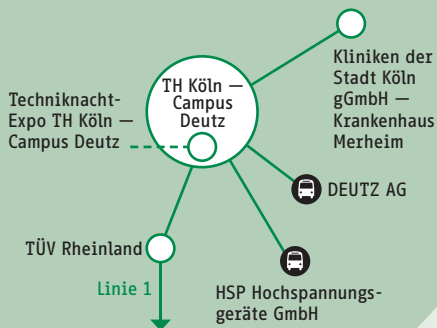 Kliniken der
Stadt Köln
gGmbH —
Krankenhaus
Merheim
TH Köln —
Campus
Deutz
Techniknacht-
Expo TH Köln —
Campus Deutz
DEUTZ AG
TÜV Rheinland
Linie 1
HSP Hochspannungs-
geräte GmbH